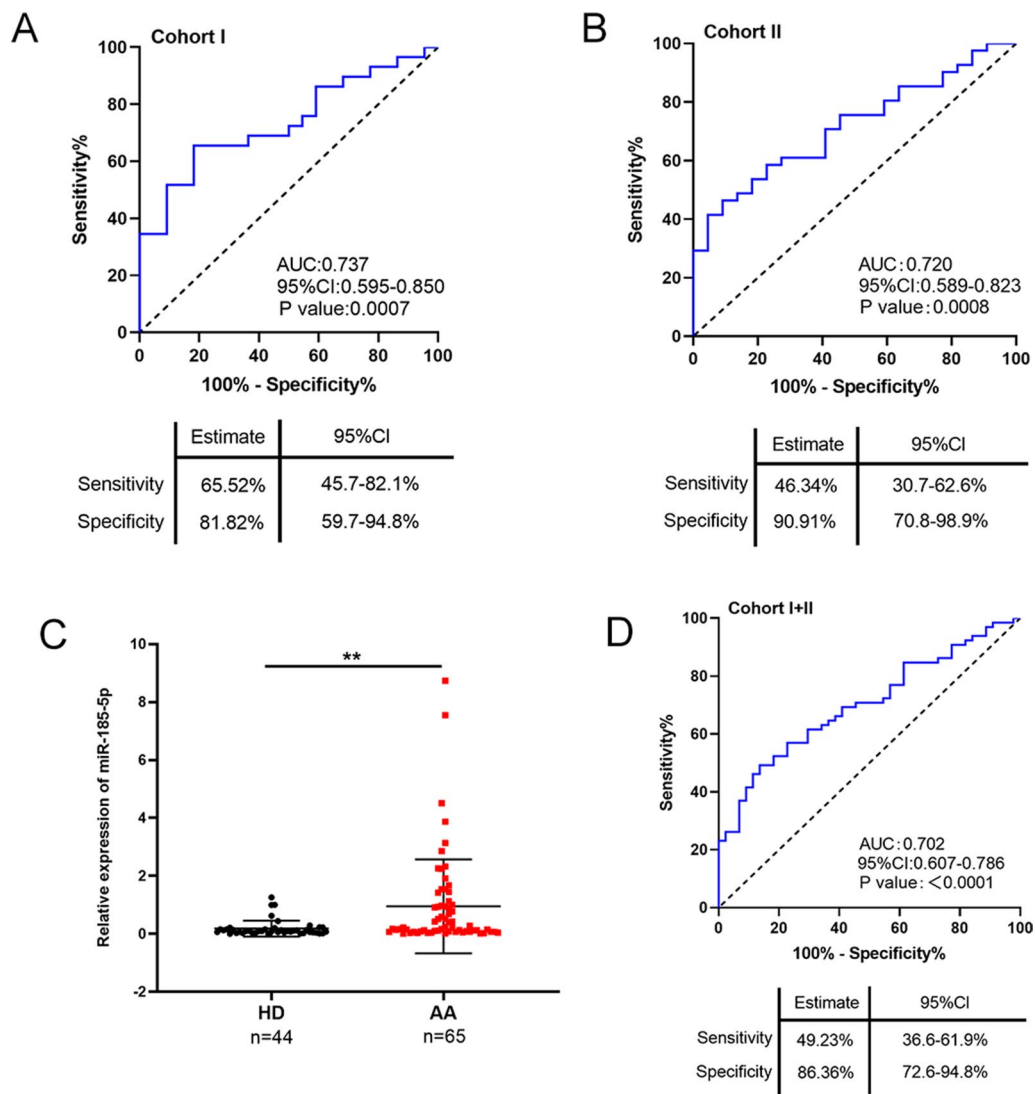 A
Cohort I
100
80
60
40
20
0
Sensitivity%
AUC:0.737
95%CI:0.595-0.850
P value:0.0007
0 20 40 60 80 100
100% - Specificity%
Estimate 95%CI
Sensitivity 65.52% 45.7-82.1%
Specificity 81.82% 59.7-94.8%
B
Cohort II
100
80
60
40
20
0
Sensitivity%
AUC:0.720
95%CI:0.589-0.823
P value:0.0008
0 20 40 60 80 100
100% - Specificity%
Estimate 95%CI
Sensitivity 46.34% 30.7-62.6%
Specificity 90.91% 70.8-98.9%
C
10
8
6
4
2
0
-2
Relative expression of miR-185-5p
**
HD AA
n=44 n=65
D
Cohort I+II
100
80
60
40
20
0
Sensitivity%
AUC:0.702
95%CI:0.607-0.786
P value:<0.0001
0 20 40 60 80 100
100% - Specificity%
Estimate 95%CI
Sensitivity 49.23% 36.6-61.9%
Specificity 86.36% 72.6-94.8%